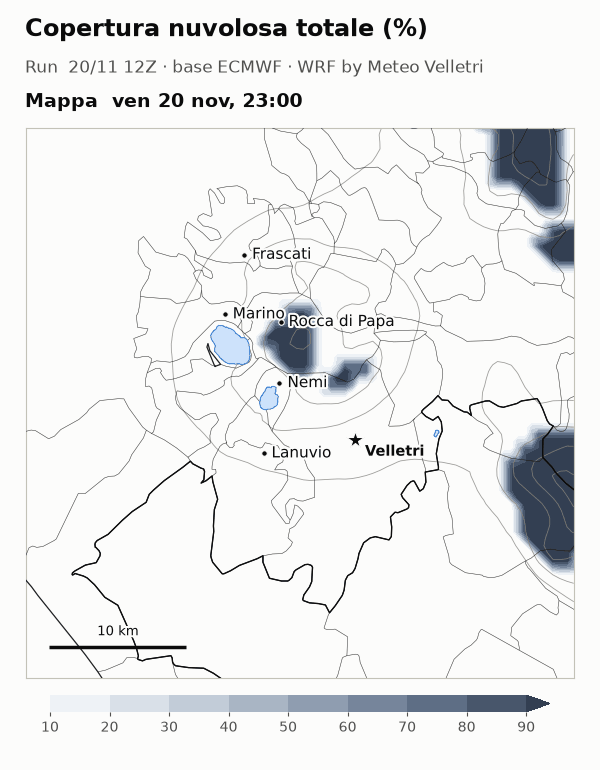 Copertura nuvolosa totale (%)
Run  20/11 12Z · base ECMWF · WRF by Meteo Velletri
Mappa  ven 20 nov, 23:00
Frascati
Marino
Rocca di Papa
Nemi
Velletri
Lanuvio
10 km
10 20 30 40 50 60 70 80 90